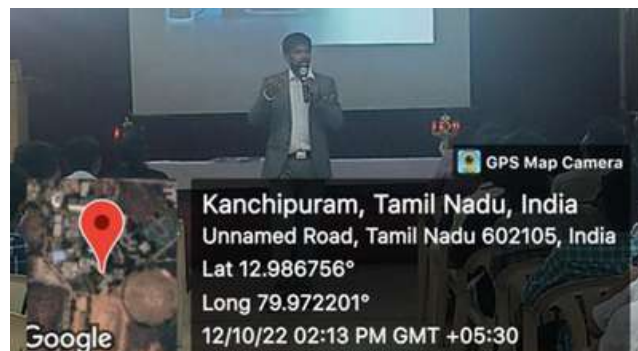 GPS Map Camera
Kanchipuram, Tamil Nadu, India
Unnamed Road, Tamil Nadu 602105, India
Lat 12.986756°
Long 79.972201°
12/10/22 02:13 PM GMT +05:30
Google